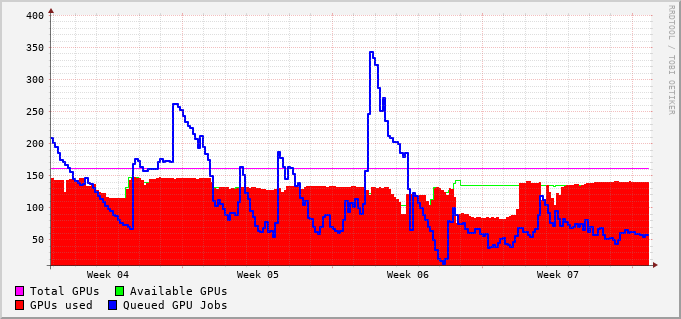 400
350
300
250
200
150
100
50
Week 04 Week 05 Week 06 Week 07
Total GPUs Available GPUs
GPUs used Queued GPU Jobs
RRDTOOL / TOBI OETIKER